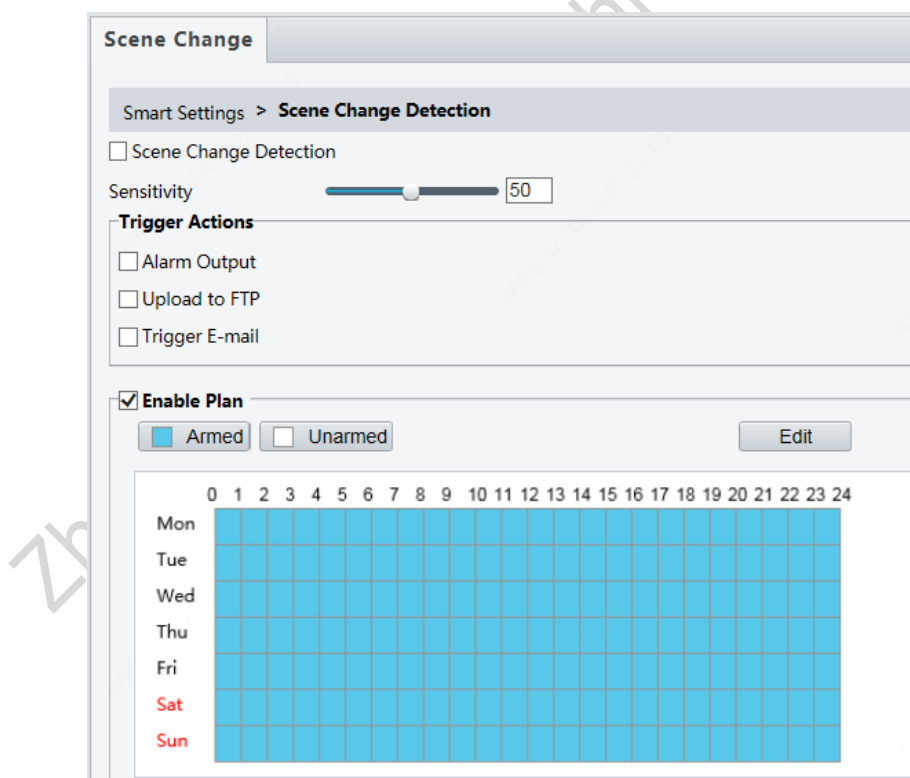 Scene Change
Smart Settings > Scene Change Detection
Scene Change Detection
Sensitivity 50
Trigger Actions
Alarm Output
Upload to FTP
Trigger E-mail
Enable Plan
Armed Unarmed Edit
0 1 2 3 4 5 6 7 8 9 10 11 12 13 14 15 16 17 18 19 20 21 22 23 24
Mon
Tue
Wed
Thu
Fri
Sat
Sun